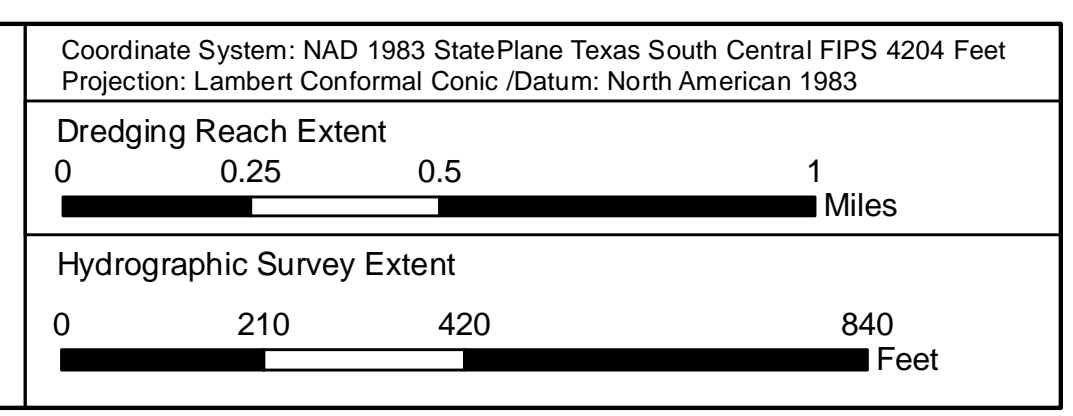 Coordinate System: NAD 1983 StatePlane Texas South Central FIPS 4204 Feet
Projection: Lambert Conformal Conic /Datum: North American 1983
Dredging Reach Extent
0 0.25 0.5 1
Miles
Hydrographic Survey Extent
0 210 420 840
Feet